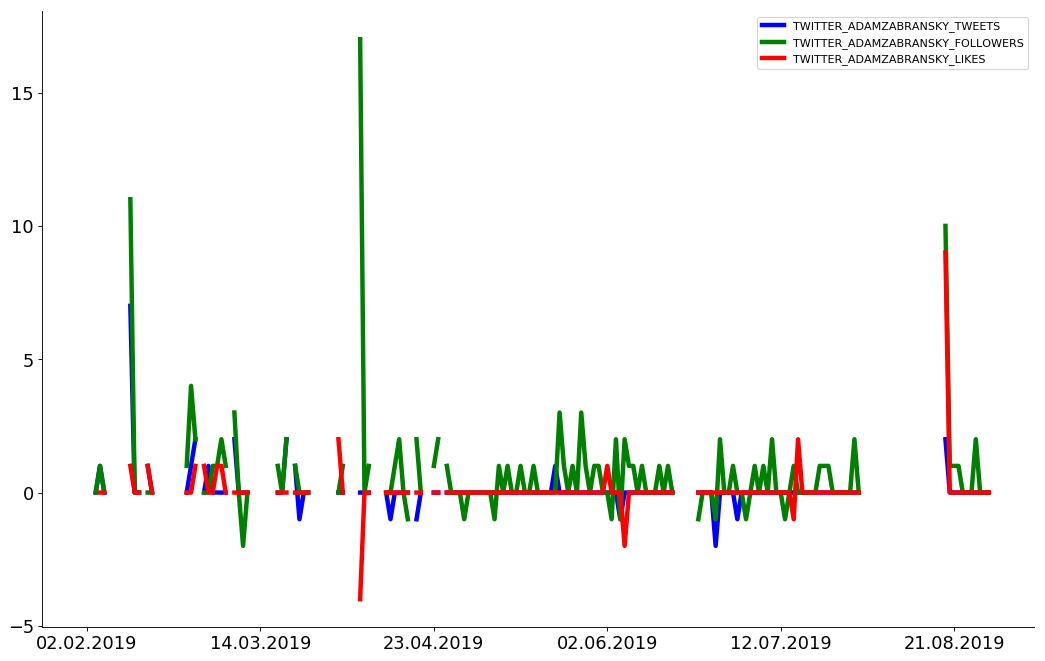 TWITTER_ADAMZABRANSKY_TWEETS
TWITTER_ADAMZABRANSKY_FOLLOWERS
TWITTER_ADAMZABRANSKY_LIKES
15
10
5
0
−5
02.02.2019 14.03.2019 23.04.2019 02.06.2019 12.07.2019 21.08.2019